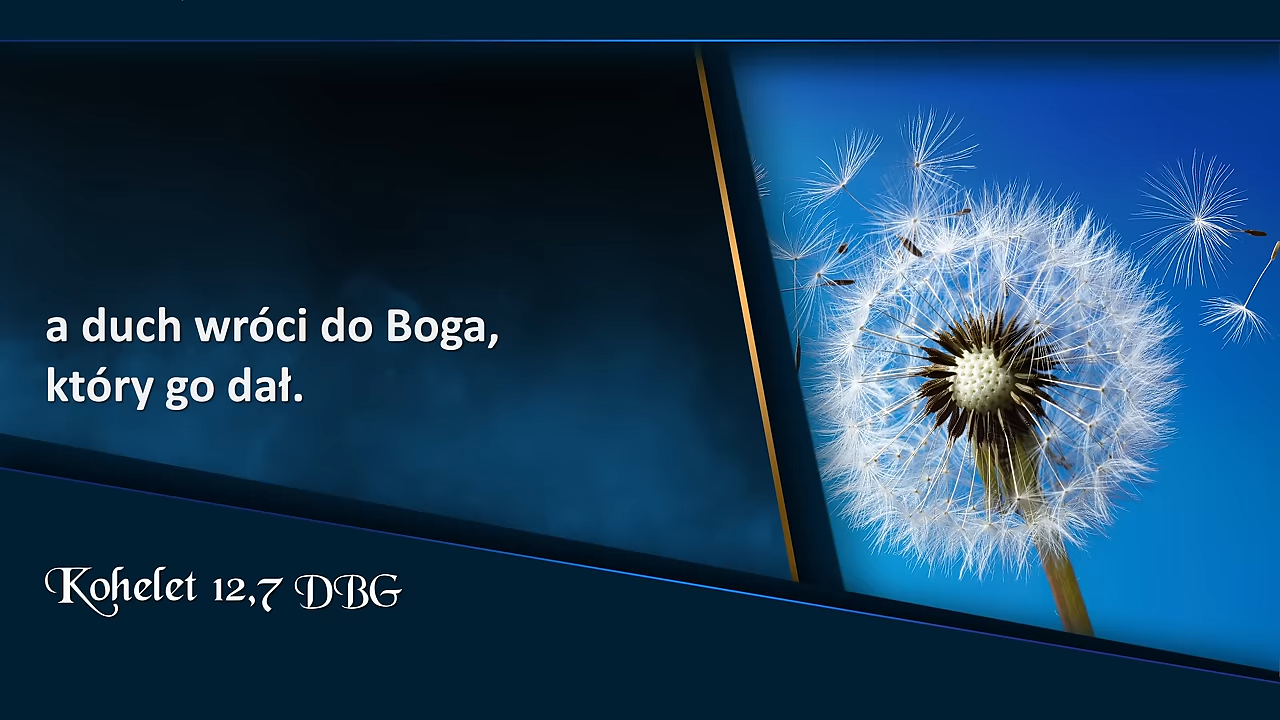 a duch wróci do Boga,
który go dał.
Kohelet 12,7 DBG